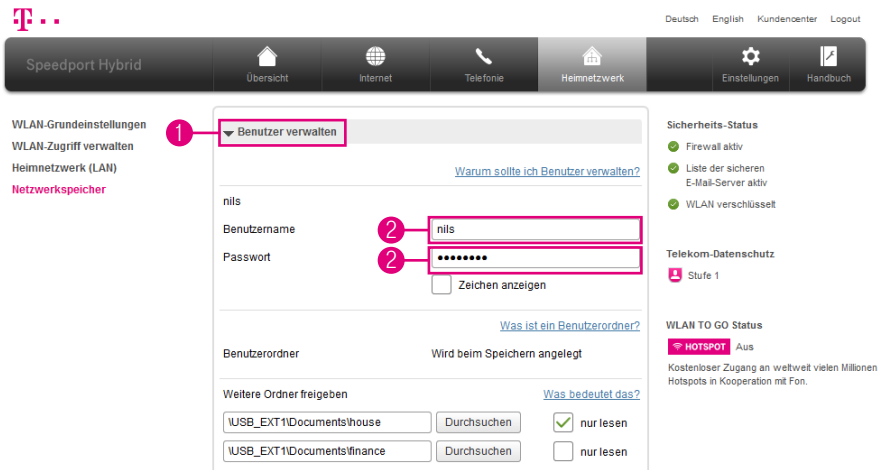 T
Deutsch English Kundencenter Logout
Speedport Hybrid
Übersicht Internet Telefonie Heimnetzwerk Einstellungen Handbuch
WLAN-Grundeinstellungen
WLAN-Zugriff verwalten
Heimnetzwerk (LAN)
Netzwerkspeicher
1 Benutzer verwalten
Warum sollte ich Benutzer verwalten?
nils
Benutzername 2 nils
Passwort 2 ••••••••
Zeichen anzeigen
Was ist ein Benutzerordner?
Benutzerordner Wird beim Speichern angelegt
Weitere Ordner freigeben Was bedeutet das?
\USB_EXT1\Documents\house Durchsuchen nur lesen
\USB_EXT1\Documents\finance Durchsuchen nur lesen
Sicherheits-Status
Firewall aktiv
Liste der sicheren
E-Mail-Server aktiv
WLAN verschlüsselt
Telekom-Datenschutz
Stufe 1
WLAN TO GO Status
HOTSPOT Aus
Kostenloser Zugang an weltweit vielen Millionen
Hotspots in Kooperation mit Fon.